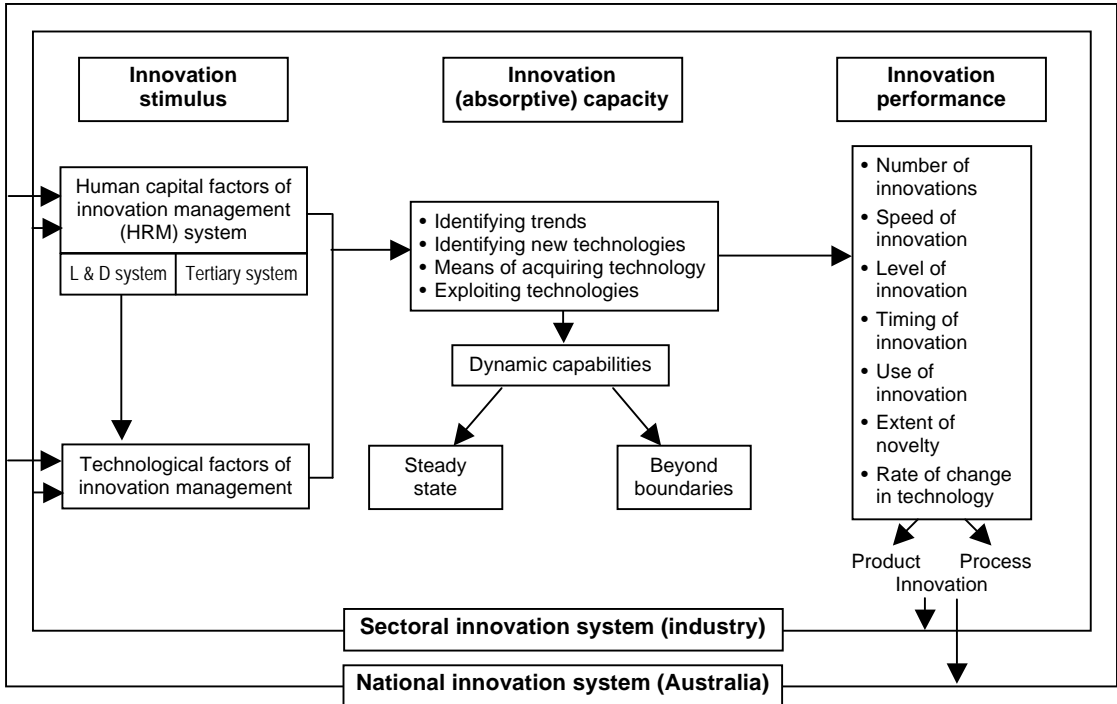 Innovation
stimulus
Innovation
(absorptive) capacity
Innovation
performance
Human capital factors of
innovation management
(HRM) system
L & D system
Tertiary system
Technological factors of
innovation management
• Identifying trends
• Identifying new technologies
• Means of acquiring technology
• Exploiting technologies
Dynamic capabilities
Steady
state
Beyond
boundaries
• Number of
innovations
• Speed of
innovation
• Level of
innovation
• Timing of
innovation
• Use of
innovation
• Extent of
novelty
• Rate of change
in technology
Product Process
Innovation
Sectoral innovation system (industry)
National innovation system (Australia)